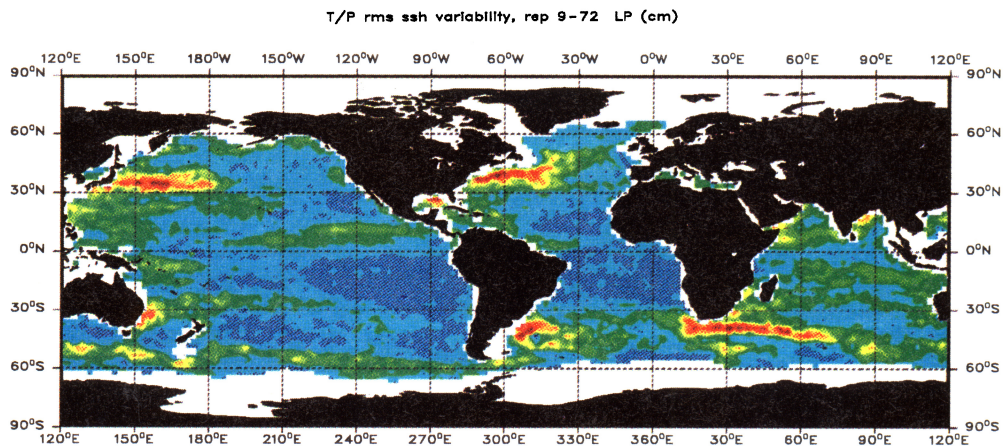 T/P rms ssh variability, rep 9-72 LP (cm)
120°E 150°E 180°W 150°W 120°W 90°W 60°W 30°W 0°W 30°E 60°E 90°E 120°E
90°N 90°N
60°N 60°N
30°N 30°N
0°N 0°N
30°S 30°S
60°S 60°S
90°S 90°S
120°E 150°E 180°E 210°E 240°E 270°E 300°E 330°E 360°E 30°E 60°E 90°E 120°E